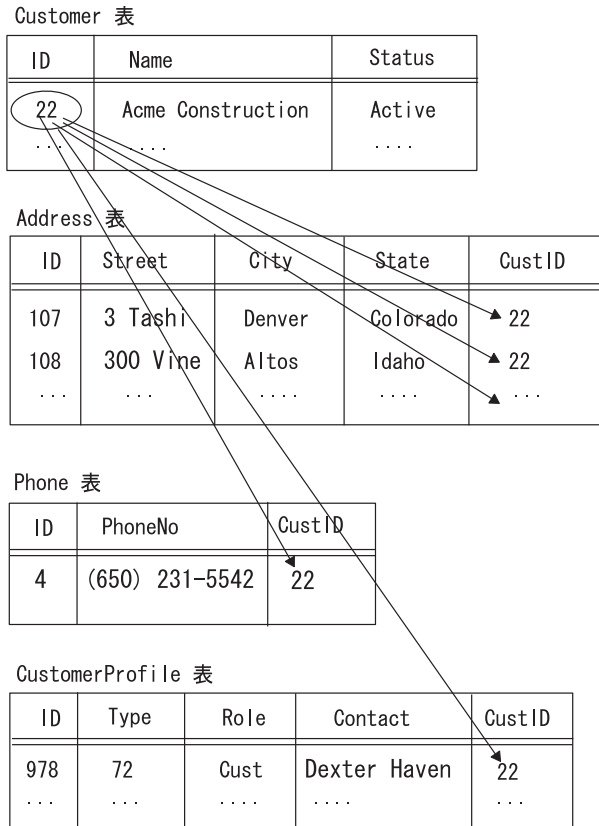 Customer 表
ID Name Status
22 Acme Construction Active
... .... ....
Address 表
ID Street City State CustID
107 3 Tashi Denver Colorado 22
108 300 Vine Altos Idaho 22
... ... .... .... ...
Phone 表
ID PhoneNo CustID
4 (650) 231-5542 22
CustomerProfile 表
ID Type Role Contact CustID
978 72 Cust Dexter Haven 22
... ... .... .... ...